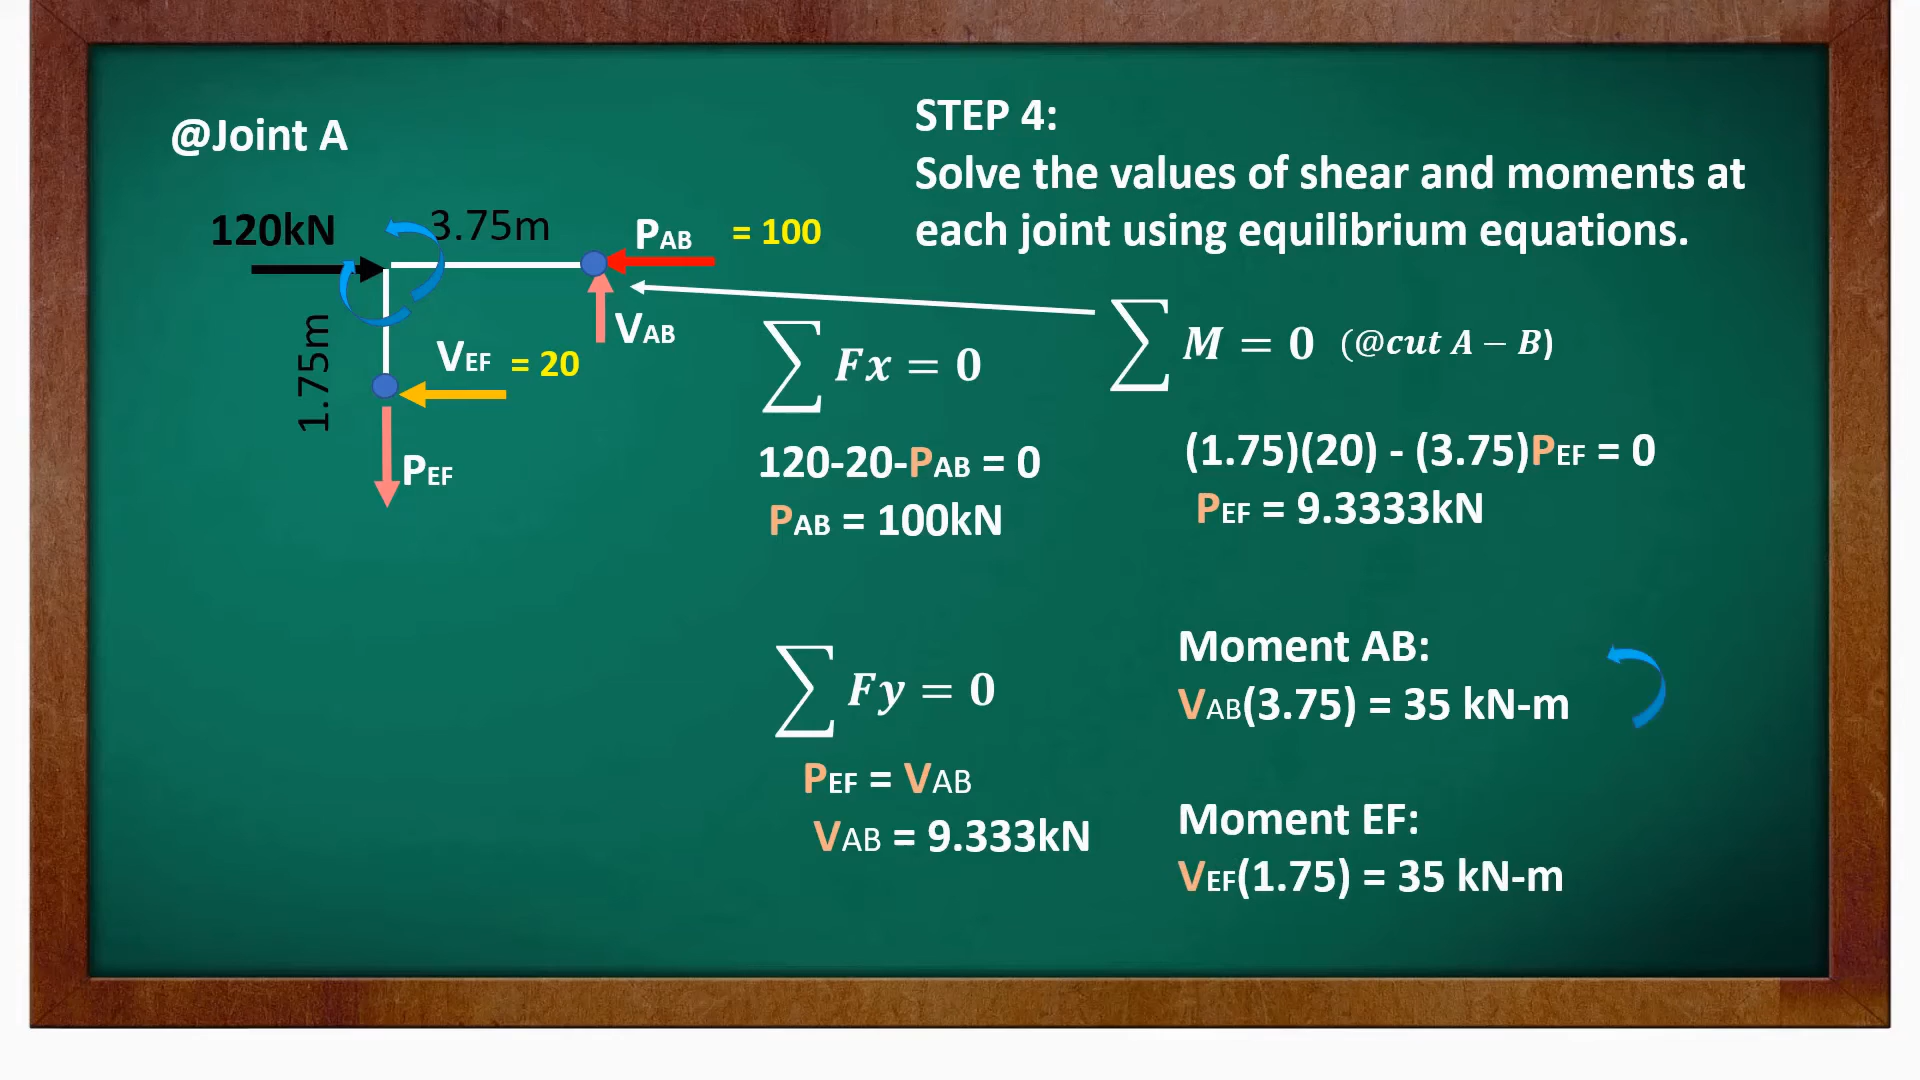 @Joint A
STEP 4:
Solve the values of shear and moments at
each joint using equilibrium equations.
120kN
3.75m
PAB = 100
VAB
1.75m
VEF = 20
PEF
∑ Fx = 0
120-20-PAB = 0
PAB = 100kN
∑ M = 0 (@cut A − B)
(1.75)(20) - (3.75)PEF = 0
PEF = 9.3333kN
∑ Fy = 0
PEF = VAB
VAB = 9.333kN
Moment AB:
VAB(3.75) = 35 kN-m
Moment EF:
VEF(1.75) = 35 kN-m